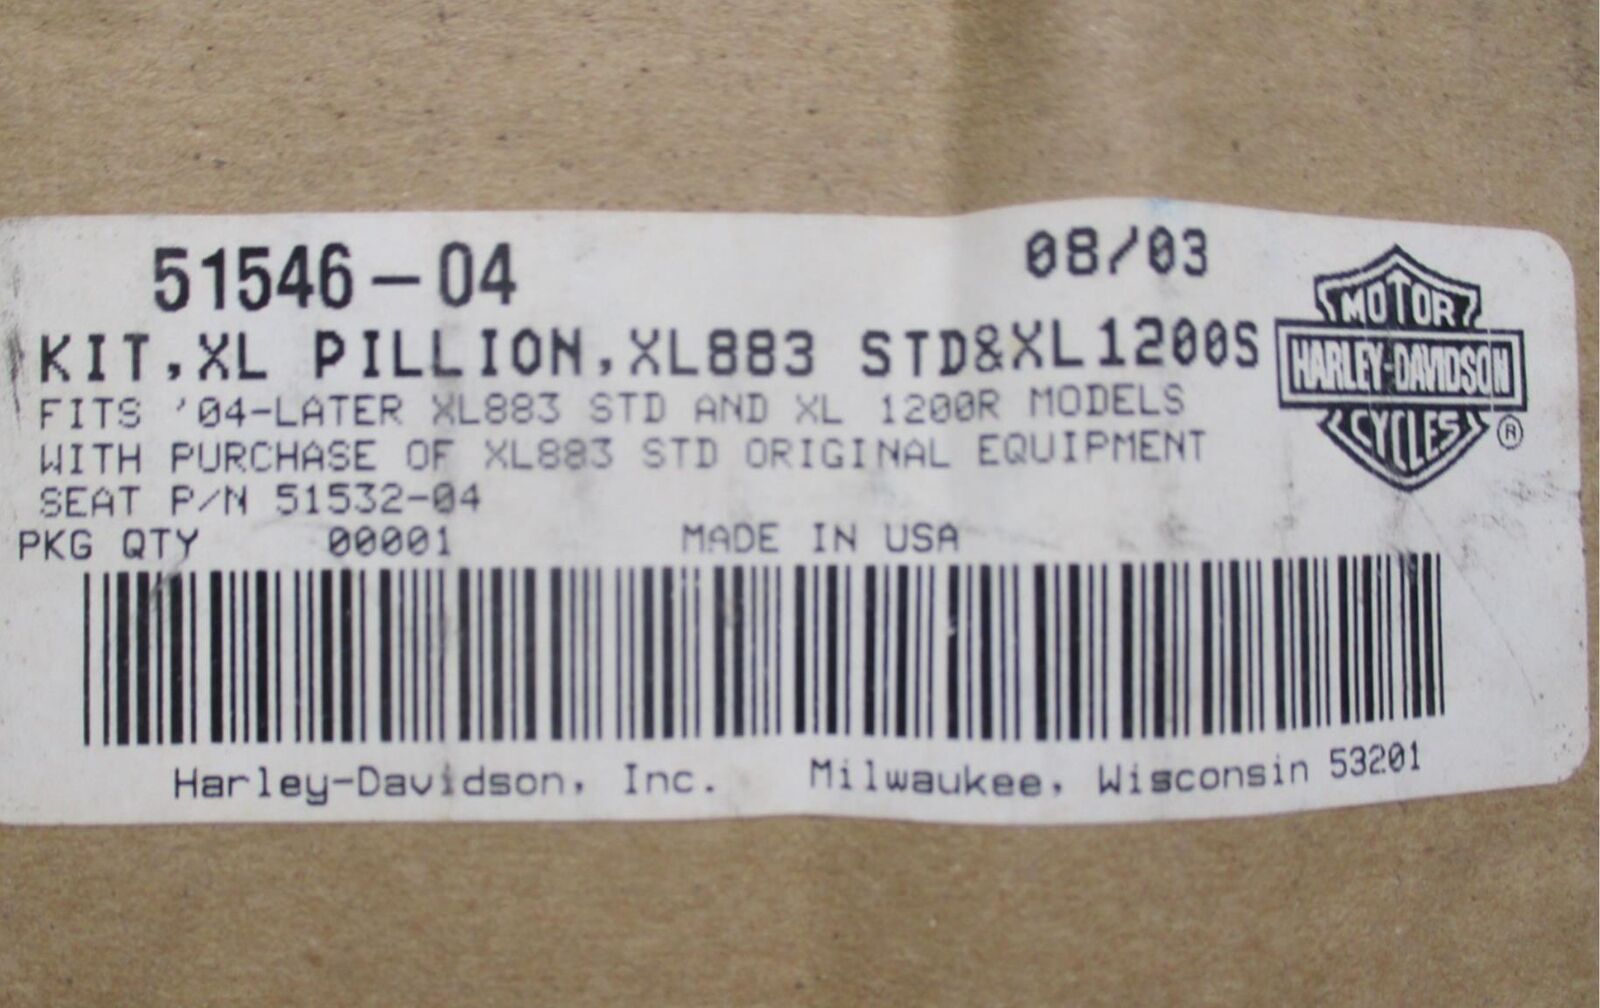 51546-04 08/03
KIT, XL PILLION, XL883 STD&XL1200S
FITS '04-LATER XL883 STD AND XL 1200R MODELS
WITH PURCHASE OF XL883 STD ORIGINAL EQUIPMENT
SEAT P/N 51532-04
PKG QTY 00001 MADE IN USA
Harley-Davidson, Inc. Milwaukee, Wisconsin 53201
MOTOR
HARLEY-DAVIDSON
CYCLES ®